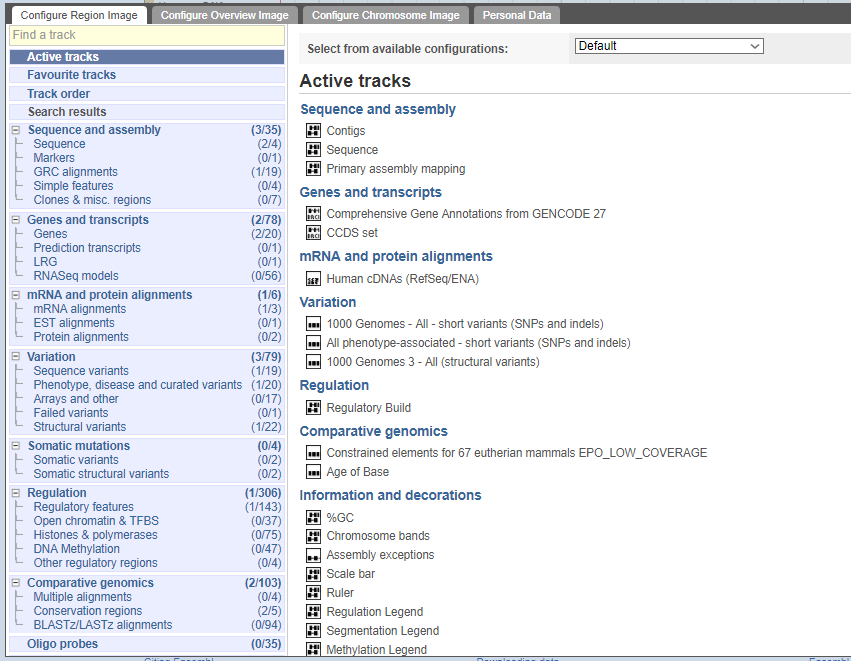 Configure Region Image
Configure Overview Image
Configure Chromosome Image
Personal Data
Find a track
Active tracks
Favourite tracks
Track order
Search results
Sequence and assembly (3/35)
Sequence (2/4)
Markers (0/1)
GRC alignments (1/19)
Simple features (0/4)
Clones & misc. regions (0/7)
Genes and transcripts (2/78)
Genes (2/20)
Prediction transcripts (0/1)
LRG (0/1)
RNASeq models (0/56)
mRNA and protein alignments (1/6)
mRNA alignments (1/3)
EST alignments (0/1)
Protein alignments (0/2)
Variation (3/79)
Sequence variants (1/19)
Phenotype, disease and curated variants (1/20)
Arrays and other (0/17)
Failed variants (0/1)
Structural variants (1/22)
Somatic mutations (0/4)
Somatic variants (0/2)
Somatic structural variants (0/2)
Regulation (1/306)
Regulatory features (1/143)
Open chromatin & TFBS (0/37)
Histones & polymerases (0/75)
DNA Methylation (0/47)
Other regulatory regions (0/4)
Comparative genomics (2/103)
Multiple alignments (0/4)
Conservation regions (2/5)
BLASTz/LASTz alignments (0/94)
Oligo probes (0/35)
Select from available configurations: Default
Active tracks
Sequence and assembly
Contigs
Sequence
Primary assembly mapping
Genes and transcripts
Comprehensive Gene Annotations from GENCODE 27
CCDS set
mRNA and protein alignments
Human cDNAs (RefSeq/ENA)
Variation
1000 Genomes - All - short variants (SNPs and indels)
All phenotype-associated - short variants (SNPs and indels)
1000 Genomes 3 - All (structural variants)
Regulation
Regulatory Build
Comparative genomics
Constrained elements for 67 eutherian mammals EPO_LOW_COVERAGE
Age of Base
Information and decorations
%GC
Chromosome bands
Assembly exceptions
Scale bar
Ruler
Regulation Legend
Segmentation Legend
Methylation Legend